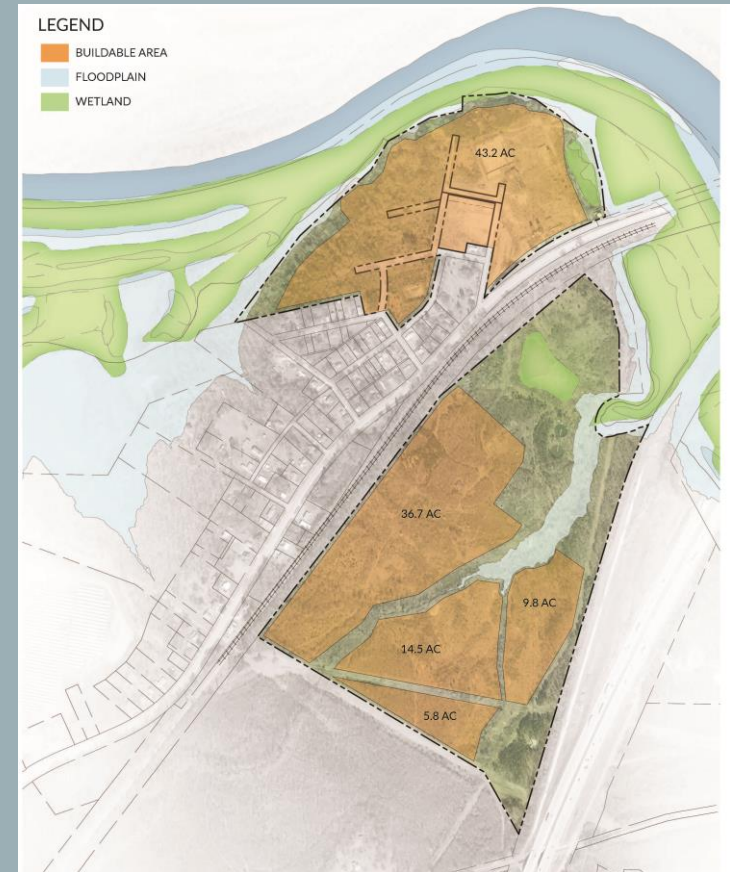 LEGEND
BUILDABLE AREA
FLOODPLAIN
WETLAND
43.2 AC
36.7 AC
9.8 AC
14.5 AC
5.8 AC